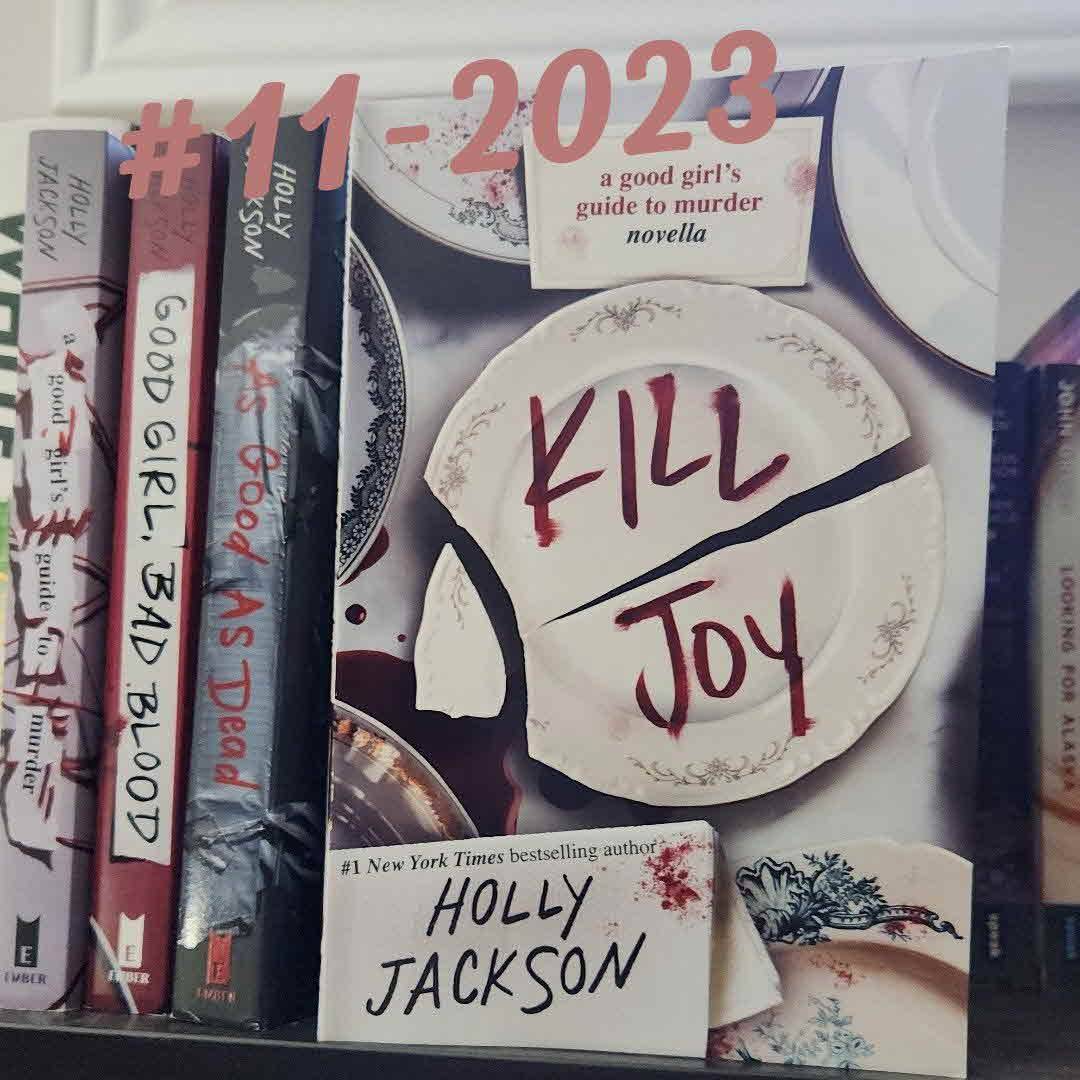 #11-2023
HOLLY
JACKSON
a good girl's guide to murder
E
EMBER
HOLLY
JACKSON
GOOD GIRL, BAD BLOOD
E
EMBER
HOLLY
JACKSON
AS Good AS Dead
E
EMBER
a good girl's
guide to murder
novella
KILL
JOY
#1 New York Times bestselling author
HOLLY
JACKSON
JOHN
LOOKING FOR ALASKA
speak